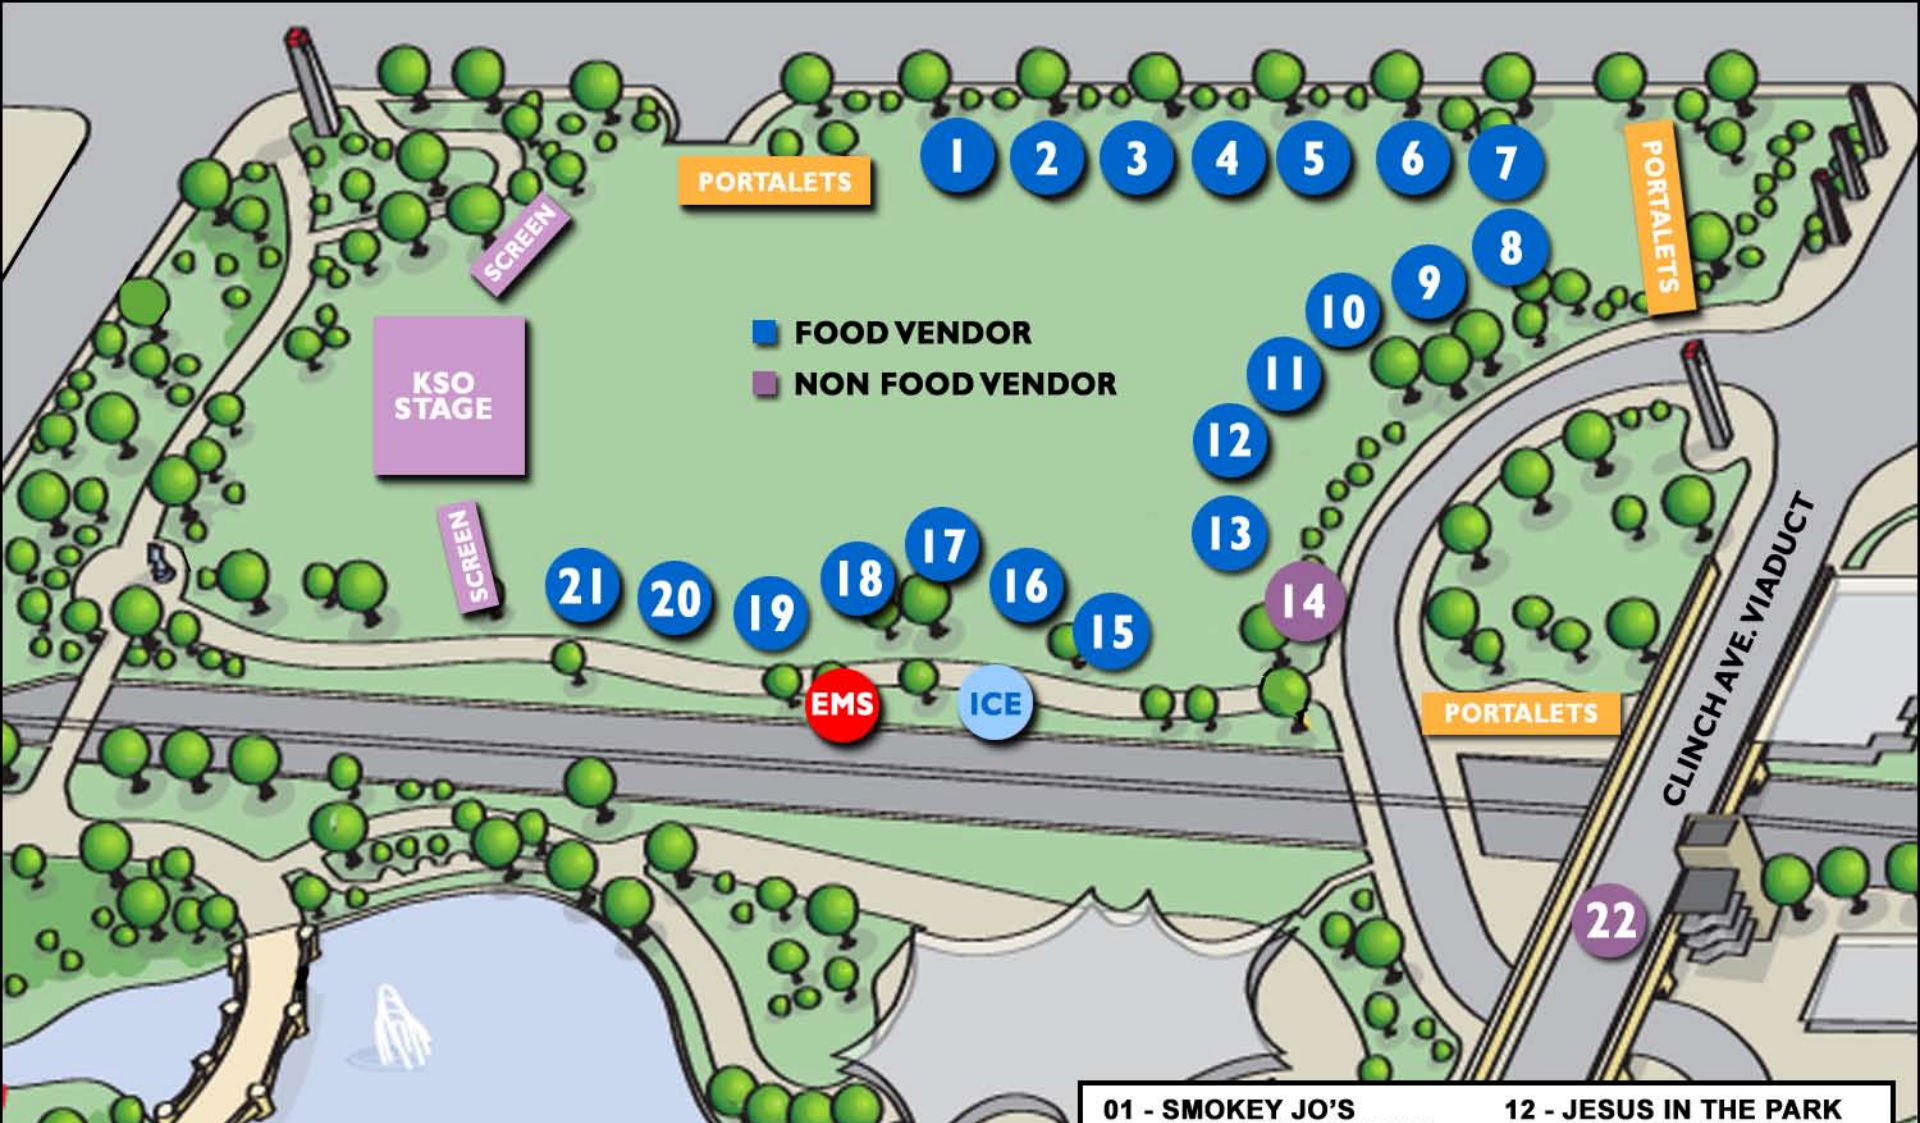 1
2
3
4
5
6
7
PORTALETS
PORTALETS
SCREEN
8
9
10
FOOD VENDOR
NON FOOD VENDOR
KSO
STAGE
11
12
13
SCREEN
21
20
19
18
17
16
15
14
EMS
ICE
PORTALETS
CLINCH AVE. VIADUCT
22
01 - SMOKEY JO'S
12 - JESUS IN THE PARK